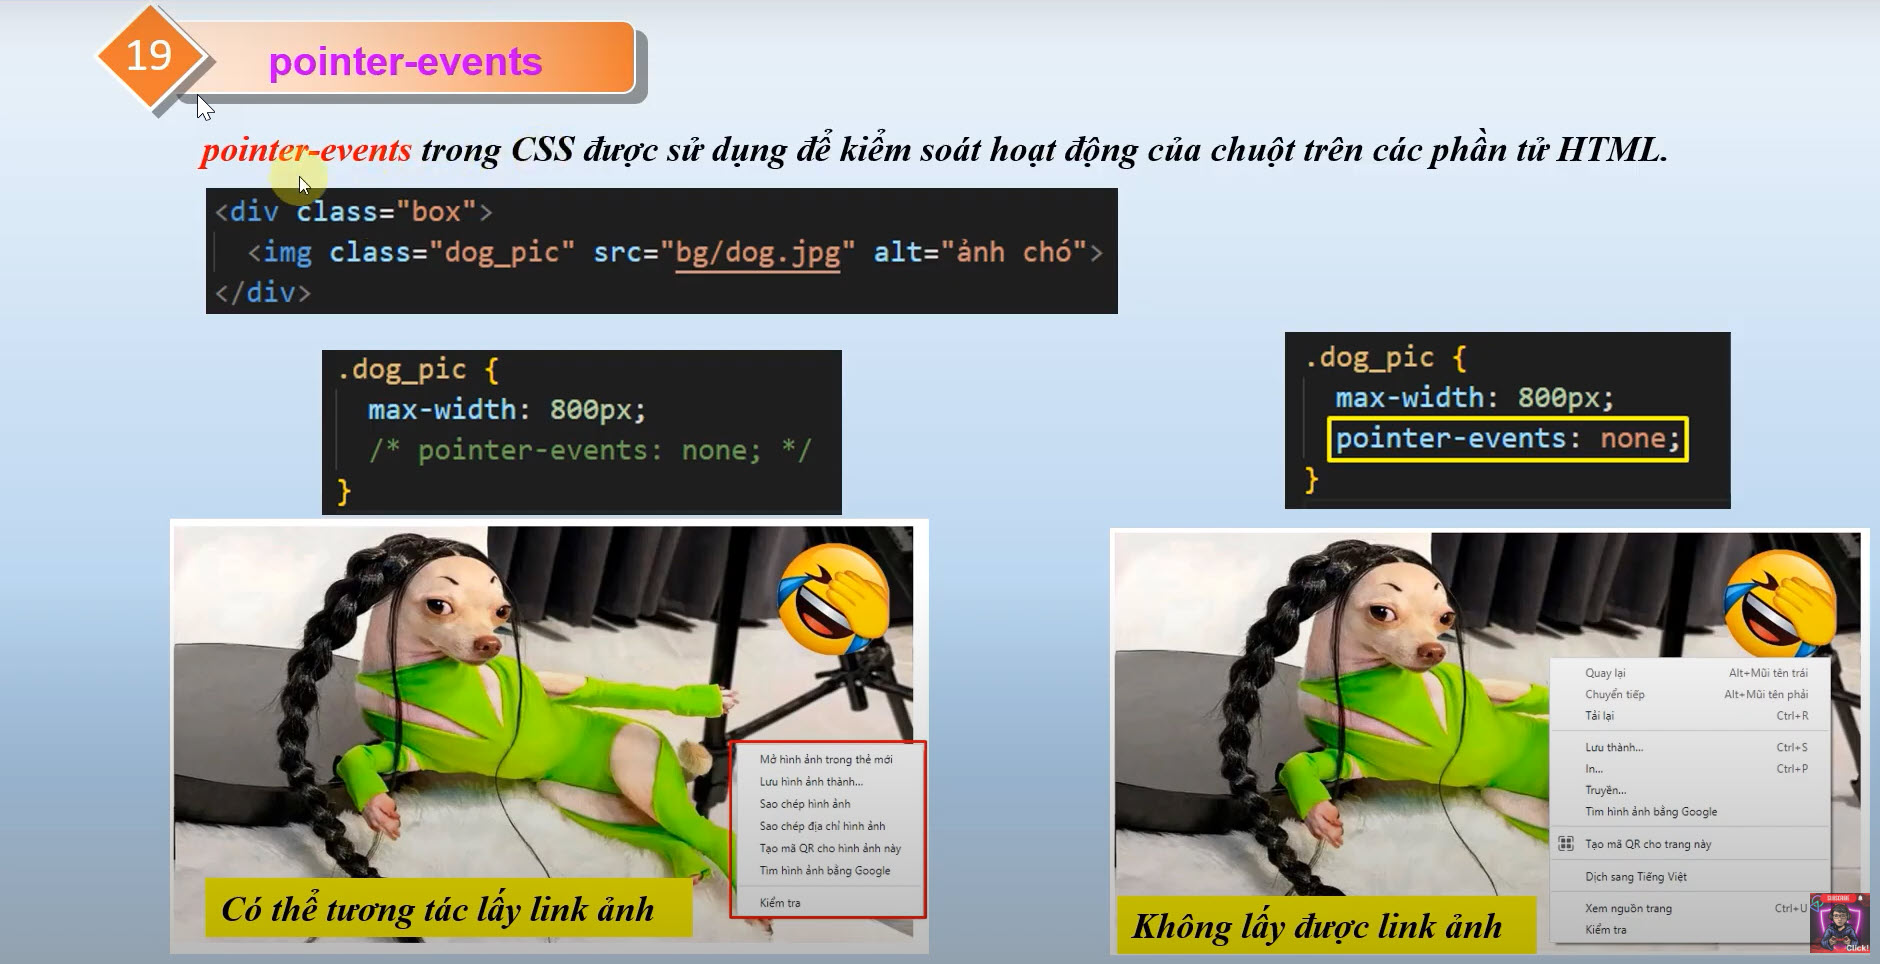 19
pointer-events
pointer-events trong CSS được sử dụng để kiểm soát hoạt động của chuột trên các phần tử HTML.
<div class="box">
<img class="dog_pic" src="bg/dog.jpg" alt="ảnh chó">
</div>
.dog_pic {
max-width: 800px;
/* pointer-events: none; */
}
.dog_pic {
max-width: 800px;
pointer-events: none;
}
Mở hình ảnh trong thẻ mới
Lưu hình ảnh thành...
Sao chép hình ảnh
Sao chép địa chỉ hình ảnh
Tạo mã QR cho hình ảnh này
Tìm hình ảnh bằng Google
Kiểm tra
Có thể tương tác lấy link ảnh
Quay lại Alt+Mũi tên trái
Chuyển tiếp Alt+Mũi tên phải
Tải lại Ctrl+R
Lưu thành... Ctrl+S
In... Ctrl+P
Truyền...
Tìm hình ảnh bằng Google
Tạo mã QR cho trang này
Dịch sang Tiếng Việt
Xem nguồn trang Ctrl+U
Kiểm tra
Không lấy được link ảnh
SUBSCRIBE
Click!